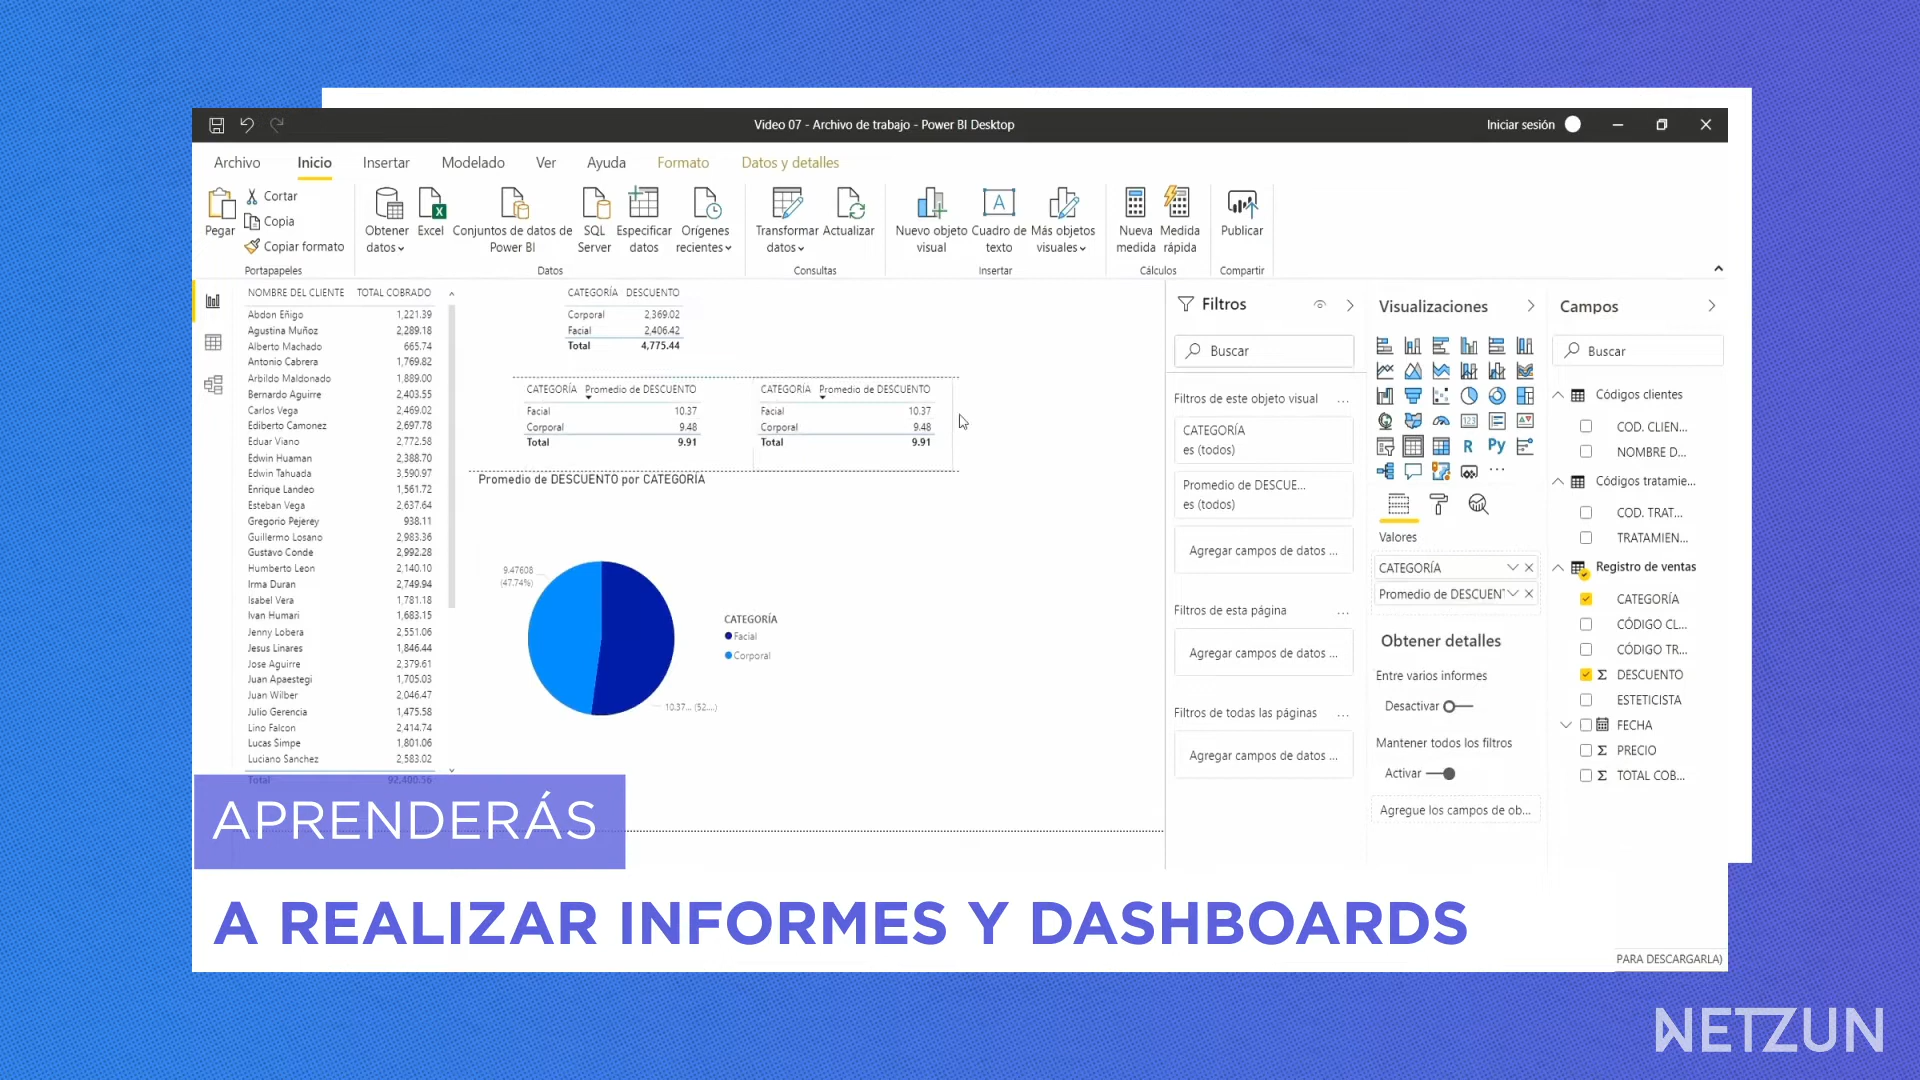 Video 07 - Archivo de trabajo - Power BI Desktop
Iniciar sesión
Archivo Inicio Insertar Modelado Ver Ayuda Formato Datos y detalles
Pegar
Cortar
Copia
Copiar formato
Portapapeles
Obtener datos
Excel
Conjuntos de datos de Power BI
SQL Server
Especificar datos
Orígenes recientes
Datos
Transformar datos
Actualizar
Consultas
Nuevo objeto visual
Cuadro de texto
Más objetos visuales
Insertar
Nueva medida
Medida rápida
Cálculos
Publicar
Compartir
NOMBRE DEL CLIENTE TOTAL COBRADO
Abdon Eñigo 1,221.39
Agustina Muñoz 2,289.18
Alberto Machado 665.74
Antonio Cabrera 1,769.82
Arbildo Maldonado 1,889.00
Bernardo Aguirre 2,403.55
Carlos Vega 2,469.02
Ediberto Camonez 2,697.78
Eduar Viano 2,772.58
Edwin Huaman 2,388.70
Edwin Tahuada 3,590.97
Enrique Landeo 1,561.72
Esteban Vega 2,637.64
Gregorio Pejerey 938.11
Guillermo Losano 2,983.36
Gustavo Conde 2,992.28
Humberto Leon 2,140.10
Irma Duran 2,749.94
Isabel Vera 1,781.18
Ivan Humari 1,683.15
Jenny Lobera 2,551.06
Jesus Linares 1,846.44
Jose Aguirre 2,379.61
Juan Apaestegi 1,705.03
Juan Wilber 2,046.47
Julio Gerencia 1,475.58
Lino Falcon 2,414.74
Lucas Simpe 1,801.06
Luciano Sanchez 2,583.02
Total 92,400.56
CATEGORÍA DESCUENTO
Corporal 2,369.02
Facial 2,406.42
Total 4,775.44
CATEGORÍA Promedio de DESCUENTO
Facial 10.37
Corporal 9.48
Total 9.91
CATEGORÍA Promedio de DESCUENTO
Facial 10.37
Corporal 9.48
Total 9.91
Promedio de DESCUENTO por CATEGORÍA
9.47608
(47.74%)
10.37... (52....)
CATEGORÍA
Facial
Corporal
Filtros
Buscar
Filtros de este objeto visual ...
CATEGORÍA
es (todos)
Promedio de DESCUE...
es (todos)
Agregar campos de datos ...
Filtros de esta página ...
Agregar campos de datos ...
Filtros de todas las páginas ...
Agregar campos de datos ...
Visualizaciones
123
R Py
...
Valores
CATEGORÍA
Promedio de DESCUENT
Obtener detalles
Entre varios informes
Desactivar
Mantener todos los filtros
Activar
Agregue los campos de ob...
Campos
Buscar
Códigos clientes
COD. CLIEN...
NOMBRE D...
Códigos tratamie...
COD. TRAT...
TRATAMIEN...
Registro de ventas
CATEGORÍA
CÓDIGO CL...
CÓDIGO TR...
Σ DESCUENTO
ESTETICISTA
FECHA
Σ PRECIO
Σ TOTAL COB...
APRENDERÁS
A REALIZAR INFORMES Y DASHBOARDS
PARA DESCARGARLA)
NETZUN